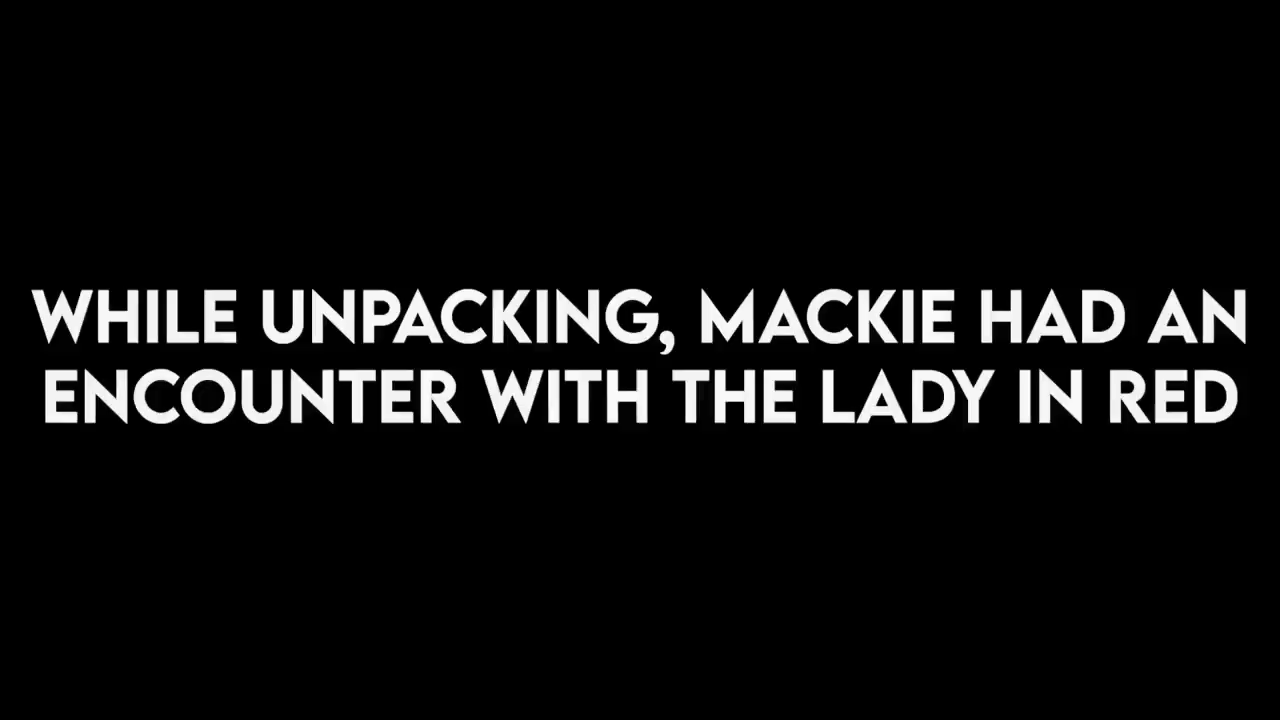 WHILE UNPACKING, MACKIE HAD AN
ENCOUNTER WITH THE LADY IN RED